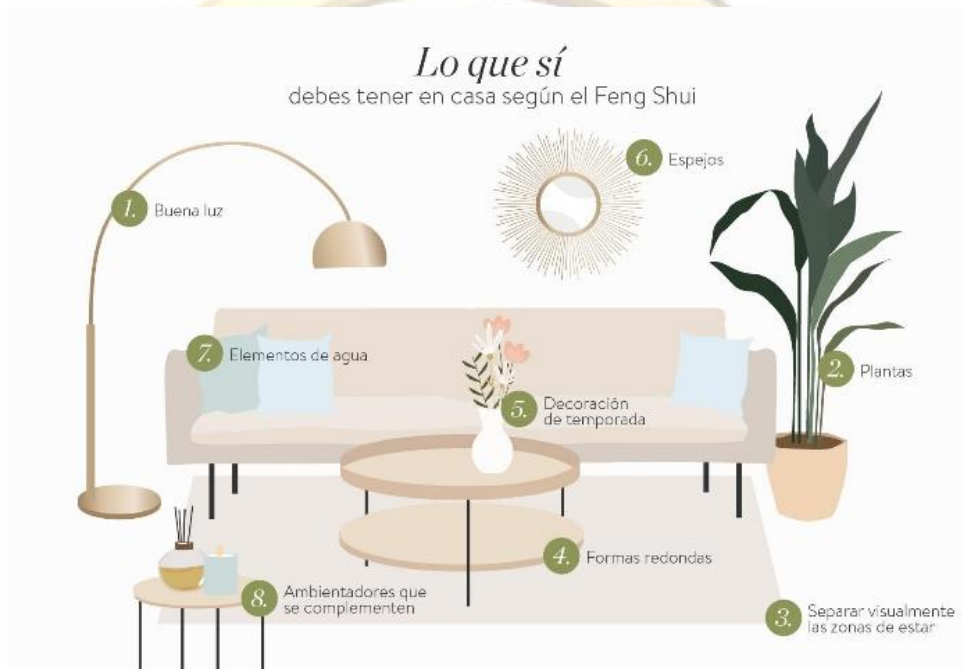 Lo que sí
debes tener en casa según el Feng Shui
1. Buena luz
6. Espejos
7. Elementos de agua
2. Plantas
5. Decoración
de temporada
4. Formas redondas
8. Ambientadores que
se complementen
3. Separar visualmente
las zonas de estar